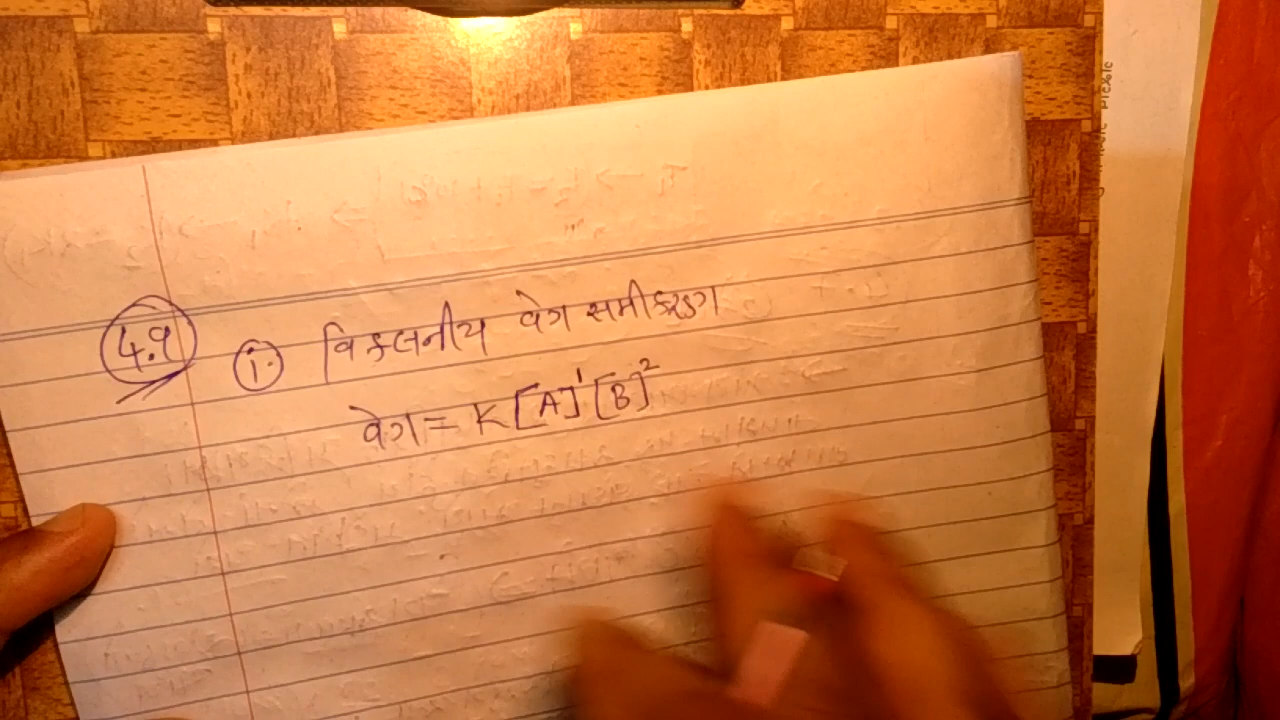 4.9 i. विकलनीय वेग समीकरण
वेग = K[A]¹[B]²